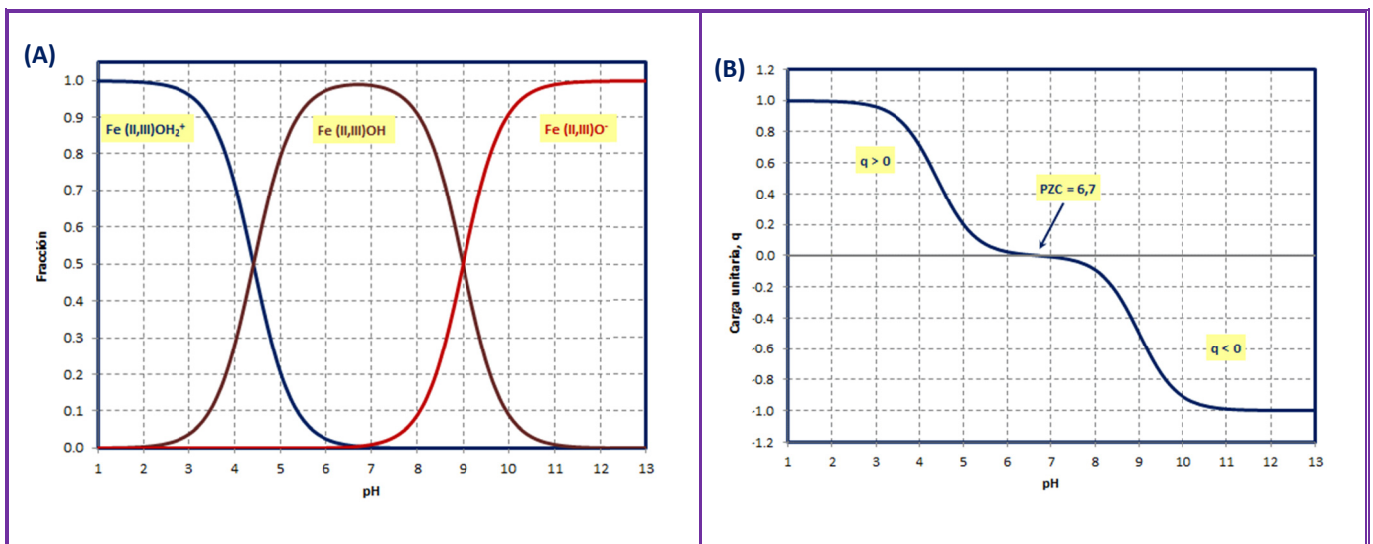 (A)
Fracción
1.0
0.9
0.8
0.7
0.6
0.5
0.4
0.3
0.2
0.1
0.0
Fe (II,III)OH₂⁺
Fe (II,III)OH
Fe (II,III)O⁻
1 2 3 4 5 6 7 8 9 10 11 12 13
pH
(B)
Carga unitaria, q
1.2
1.0
0.8
0.6
0.4
0.2
0.0
-0.2
-0.4
-0.6
-0.8
-1.0
-1.2
q > 0
PZC = 6,7
q < 0
1 2 3 4 5 6 7 8 9 10 11 12 13
pH